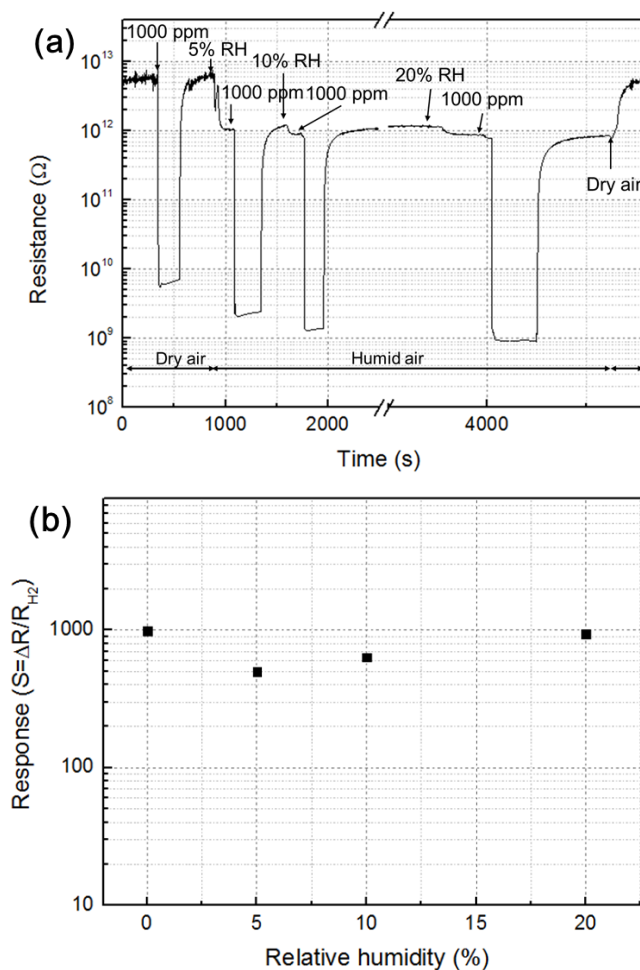 (a)
1000 ppm
5% RH
10% RH
1000 ppm
1000 ppm
20% RH
1000 ppm
Dry air
Dry air
Humid air
Resistance (Ω)
10¹³
10¹²
10¹¹
10¹⁰
10⁹
10⁸
0 1000 2000 4000
Time (s)
(b)
Response (S=ΔR/R_H2)
1000
100
10
0 5 10 15 20
Relative humidity (%)